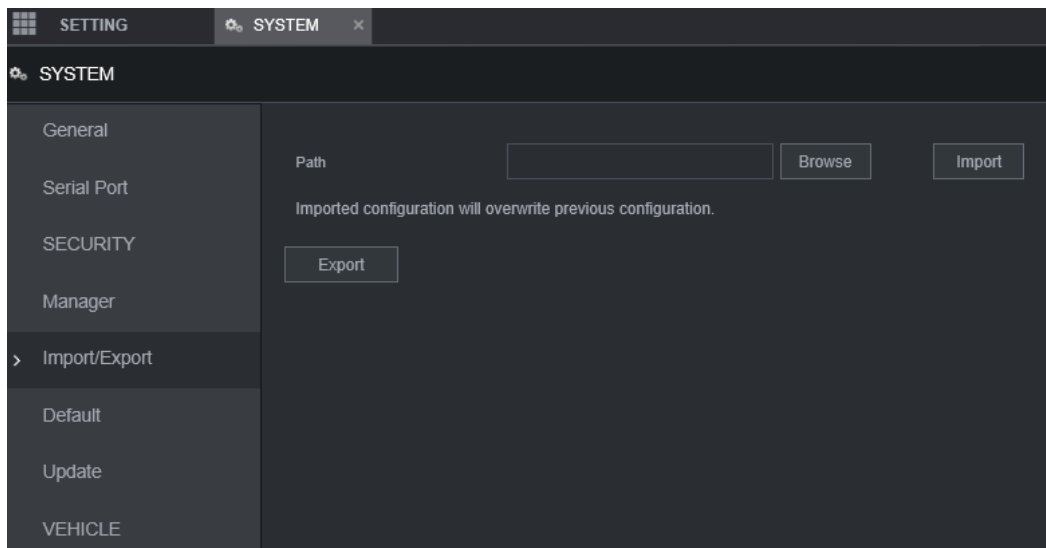 SETTING SYSTEM ×
SYSTEM
General
Serial Port
SECURITY
Manager
Import/Export
Default
Update
VEHICLE
Path Browse Import
Imported configuration will overwrite previous configuration.
Export